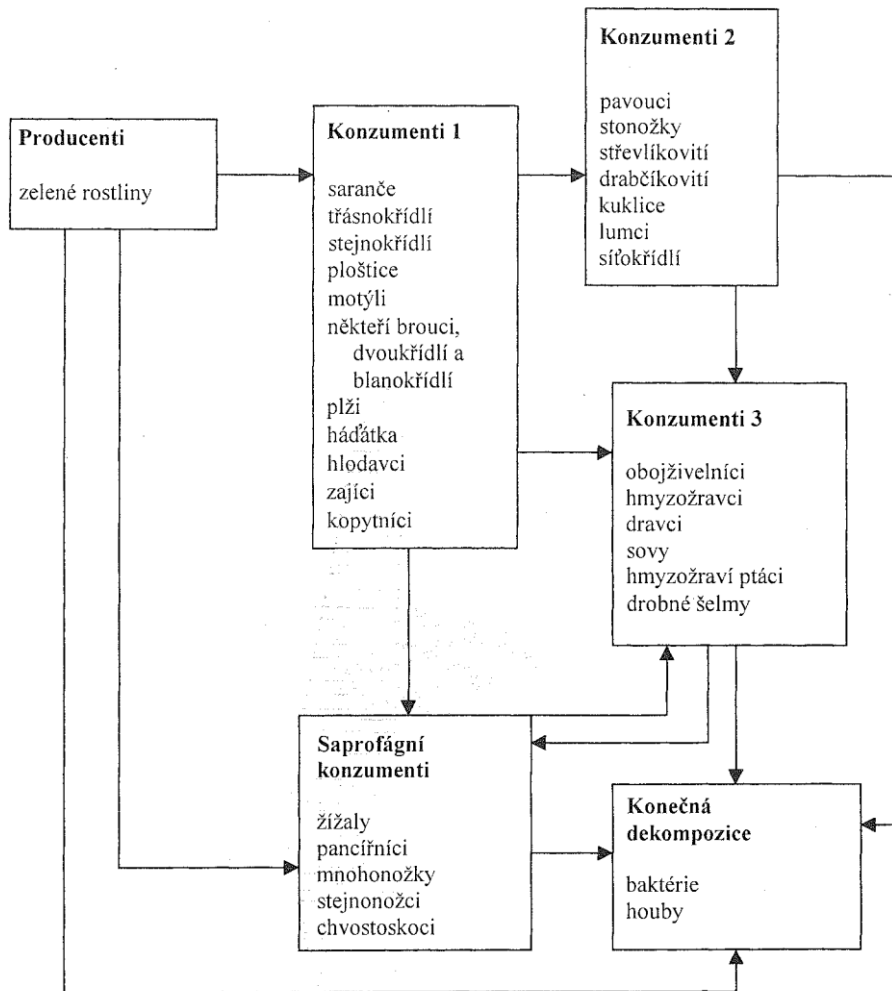 Producenti
zelené rostliny
Konzumenti 1
saranče
třásnokřídlí
stejnokřídlí
ploštice
motýli
někteří brouci,
dvoukřídlí a
blanokřídlí
plži
háďátka
hlodavci
zajíci
kopytníci
Konzumenti 2
pavouci
stonožky
střevlíkovití
drabčíkovití
kuklice
lumci
síťokřídlí
Konzumenti 3
obojživelníci
hmyzožravci
dravci
sovy
hmyzožraví ptáci
drobné šelmy
Saprofágní
konzumenti
žížaly
pancířníci
mnohonožky
stejnonožci
chvostoskoci
Konečná
dekompozice
baktérie
houby